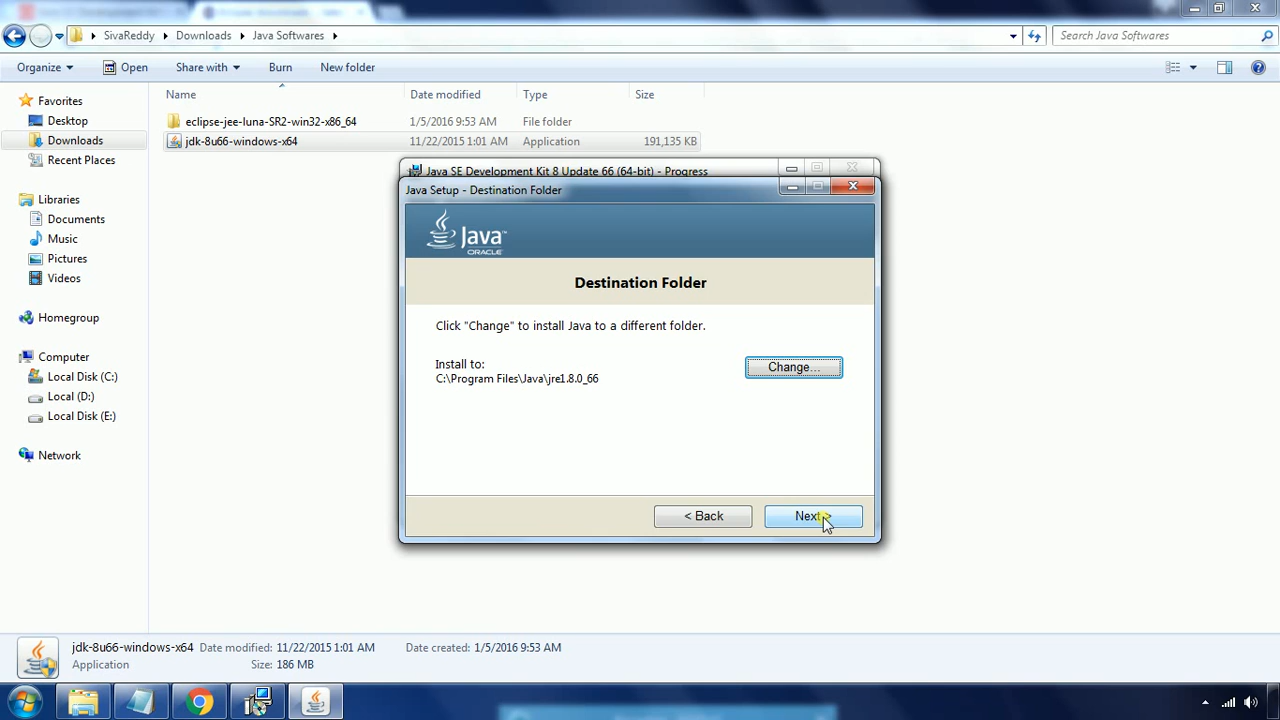 SivaReddy Downloads Java Softwares
Search Java Softwares
Organize Open Share with Burn New folder
Favorites
Desktop
Downloads
Recent Places
Libraries
Documents
Music
Pictures
Videos
Homegroup
Computer
Local Disk (C:)
Local (D:)
Local Disk (E:)
Network
Name Date modified Type Size
eclipse-jee-luna-SR2-win32-x86_64 1/5/2016 9:53 AM File folder
jdk-8u66-windows-x64 11/22/2015 1:01 AM Application 191,135 KB
Java SE Development Kit 8 Update 66 (64-bit) - Progress
Java Setup - Destination Folder
Java™
ORACLE
Destination Folder
Click "Change" to install Java to a different folder.
Install to:
C:\Program Files\Java\jre1.8.0_66
Change...
< Back Next >
jdk-8u66-windows-x64 Date modified: 11/22/2015 1:01 AM Date created: 1/5/2016 9:53 AM
Application Size: 186 MB